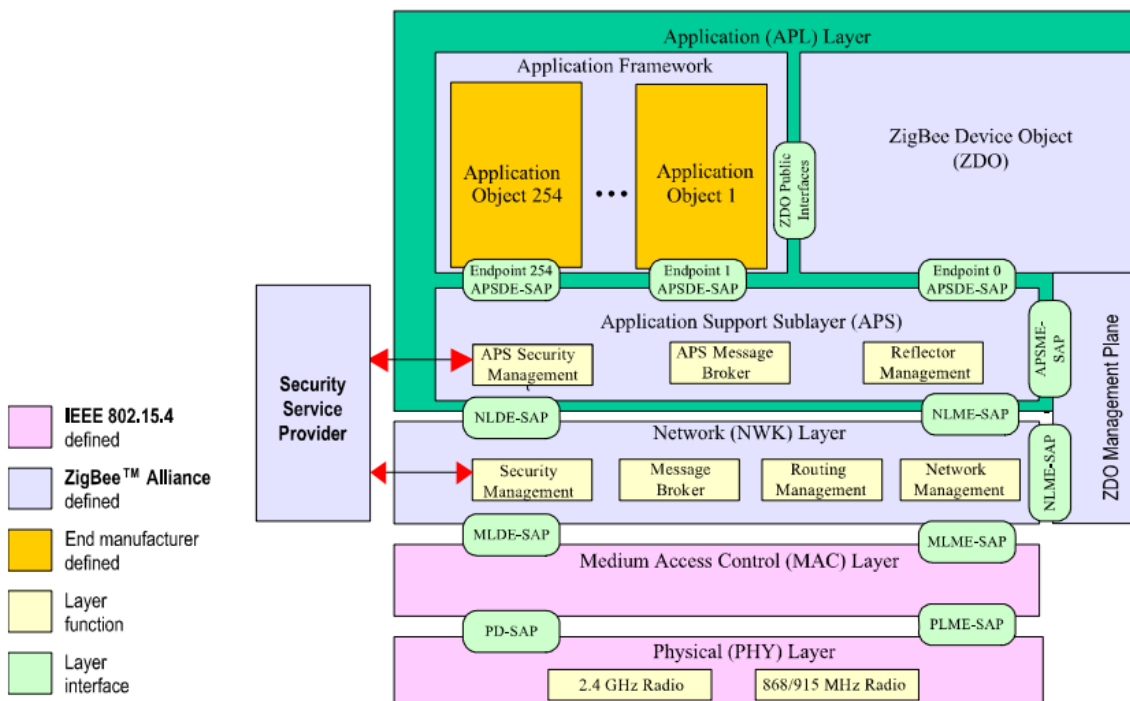 Application (APL) Layer
Application Framework
ZigBee Device Object
(ZDO)
Application
Object 254
...
Application
Object 1
ZDO Public
Interfaces
Endpoint 254
APSDE-SAP
Endpoint 1
APSDE-SAP
Endpoint 0
APSDE-SAP
Application Support Sublayer (APS)
APS Security
Management
APS Message
Broker
Reflector
Management
APSME-
SAP
Security
Service
Provider
NLDE-SAP
NLME-SAP
Network (NWK) Layer
Security
Management
Message
Broker
Routing
Management
Network
Management
NLME-SAP
ZDO Management Plane
MLDE-SAP
MLME-SAP
Medium Access Control (MAC) Layer
PD-SAP
PLME-SAP
Physical (PHY) Layer
2.4 GHz Radio
868/915 MHz Radio
IEEE 802.15.4
defined
ZigBee™ Alliance
defined
End manufacturer
defined
Layer
function
Layer
interface